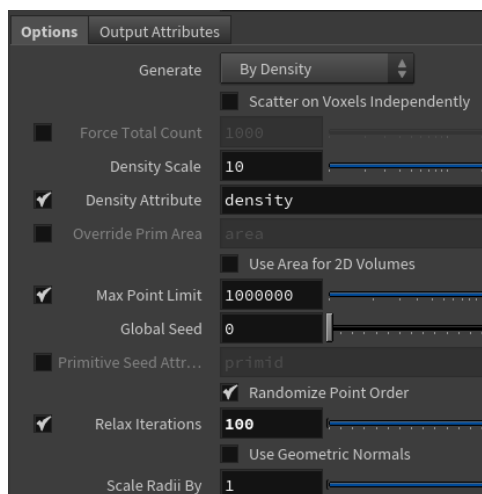 Options Output Attributes
Generate By Density
Scatter on Voxels Independently
Force Total Count 1000
Density Scale 10
Density Attribute density
Override Prim Area area
Use Area for 2D Volumes
Max Point Limit 1000000
Global Seed 0
Primitive Seed Attr... primid
Randomize Point Order
Relax Iterations 100
Use Geometric Normals
Scale Radii By 1